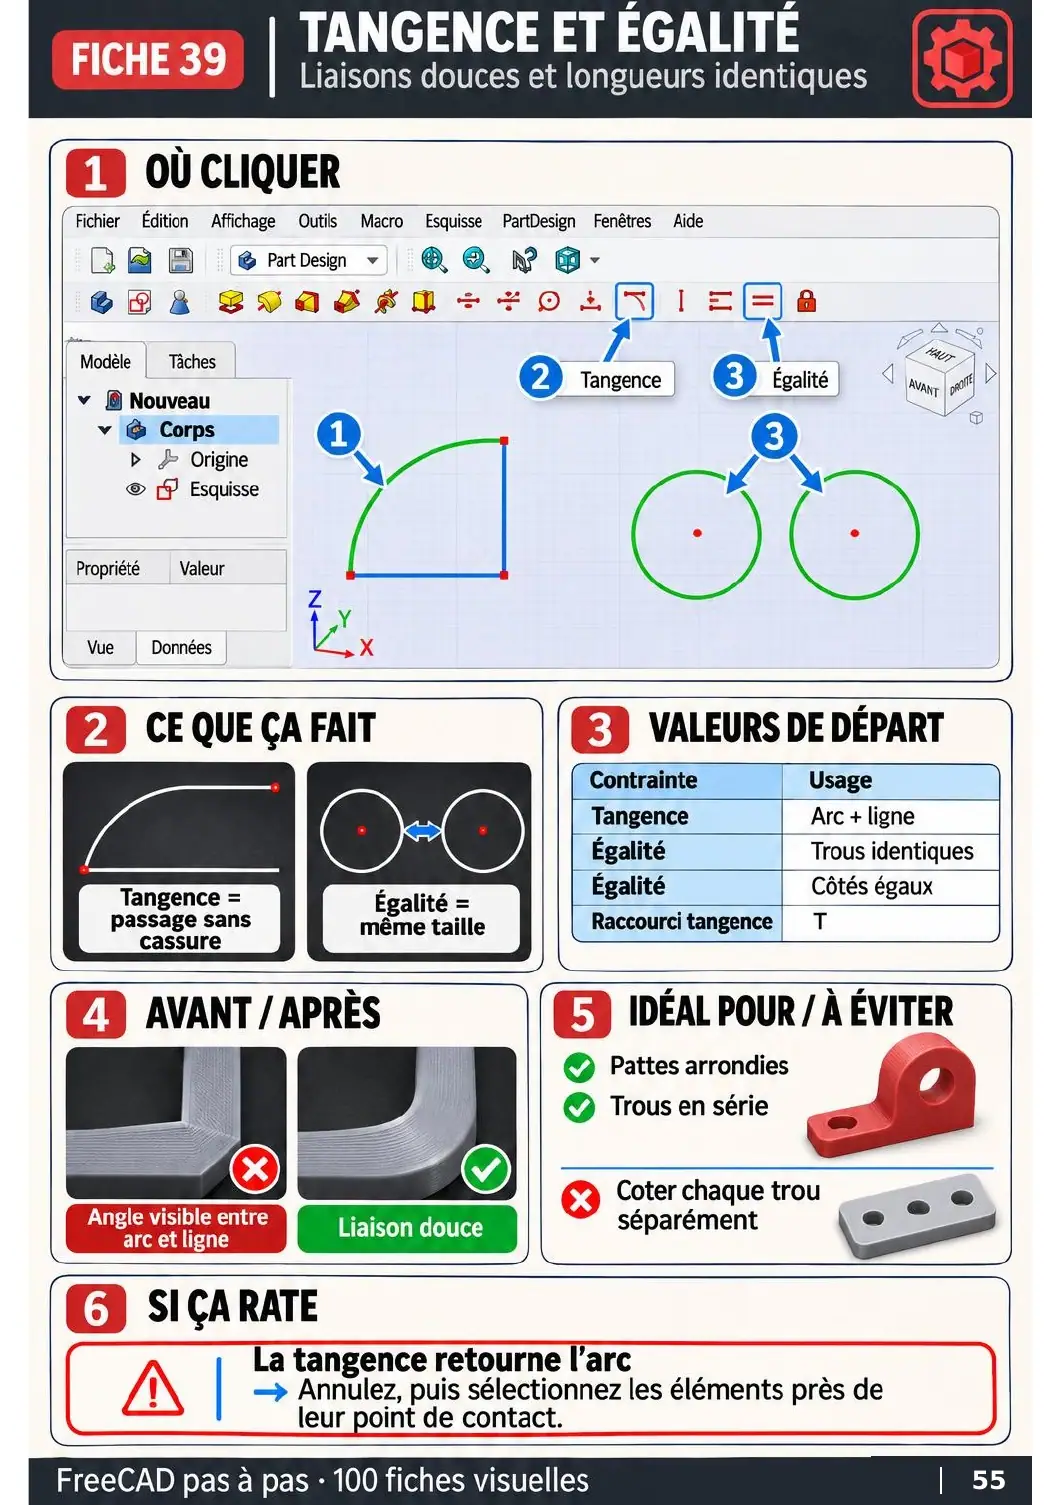 FICHE 39
TANGENCE ET ÉGALITÉ
Liaisons douces et longueurs identiques
1 OÙ CLIQUER
Fichier Édition Affichage Outils Macro Esquisse PartDesign Fenêtres Aide
Part Design
Modèle Tâches
Nouveau
Corps
Origine
Esquisse
Propriété Valeur
Vue Données
2 Tangence
3 Égalité
HAUT
AVANT
DROITE
1
3
Z
Y
X
2 CE QUE ÇA FAIT
Tangence =
passage sans
cassure
Égalité =
même taille
3 VALEURS DE DÉPART
Contrainte Usage
Tangence Arc + ligne
Égalité Trous identiques
Égalité Côtés égaux
Raccourci tangence T
4 AVANT / APRÈS
Angle visible entre
arc et ligne
Liaison douce
5 IDÉAL POUR / À ÉVITER
Pattes arrondies
Trous en série
Coter chaque trou
séparément
6 SI ÇA RATE
La tangence retourne l'arc
→ Annulez, puis sélectionnez les éléments près de
leur point de contact.
FreeCAD pas à pas · 100 fiches visuelles | 55